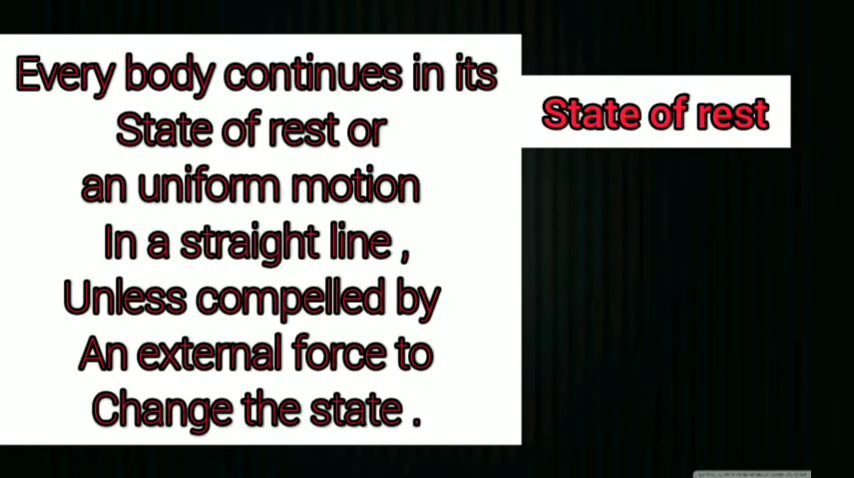 Every body continues in its
State of rest or
an uniform motion
In a straight line ,
Unless compelled by
An external force to
Change the state .
State of rest